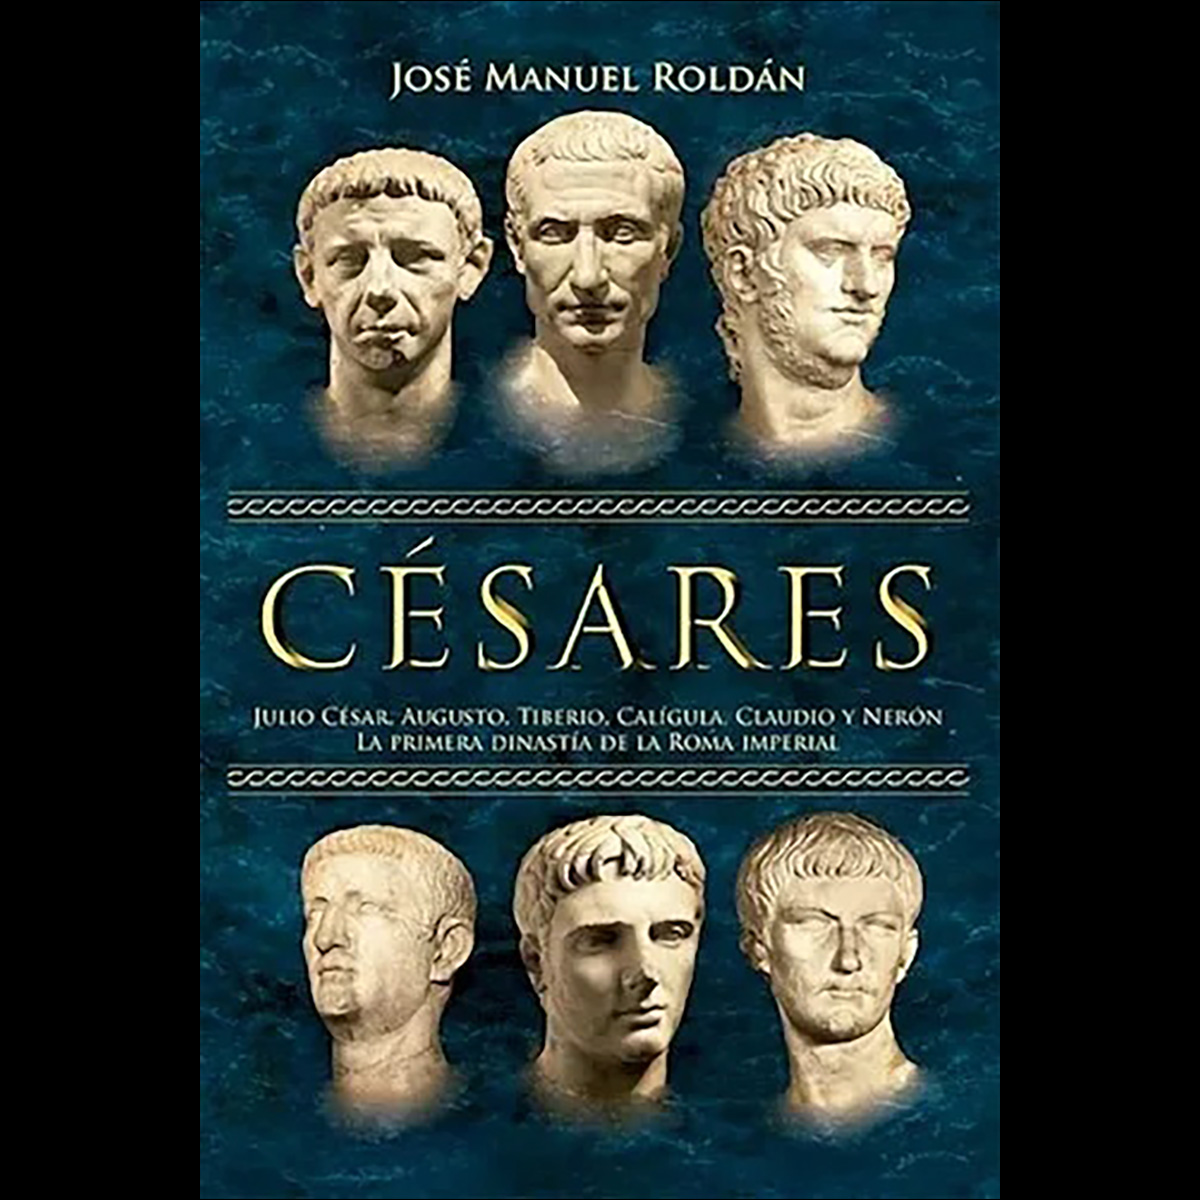 José Manuel Roldán
CÉSARES
Julio César, Augusto, Tiberio, Calígula, Claudio y Nerón
La primera dinastía de la Roma imperial